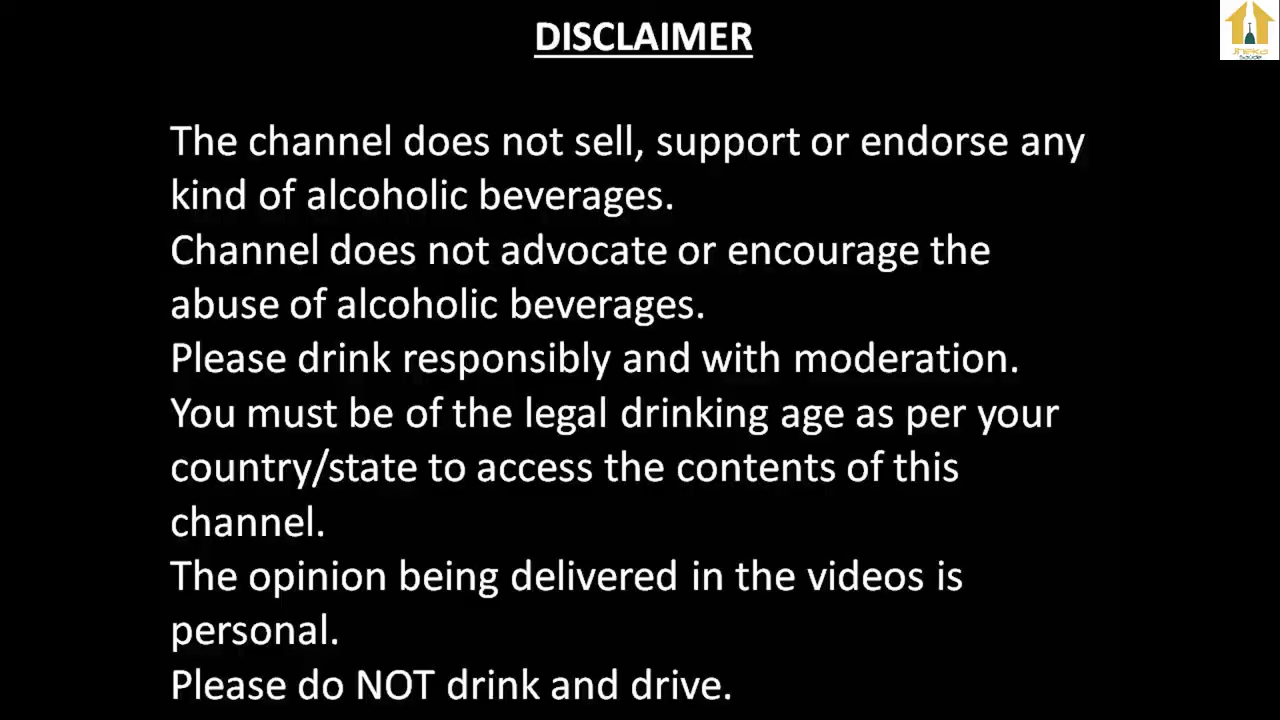 DISCLAIMER
The channel does not sell, support or endorse any
kind of alcoholic beverages.
Channel does not advocate or encourage the
abuse of alcoholic beverages.
Please drink responsibly and with moderation.
You must be of the legal drinking age as per your
country/state to access the contents of this
channel.
The opinion being delivered in the videos is
personal.
Please do NOT drink and drive.